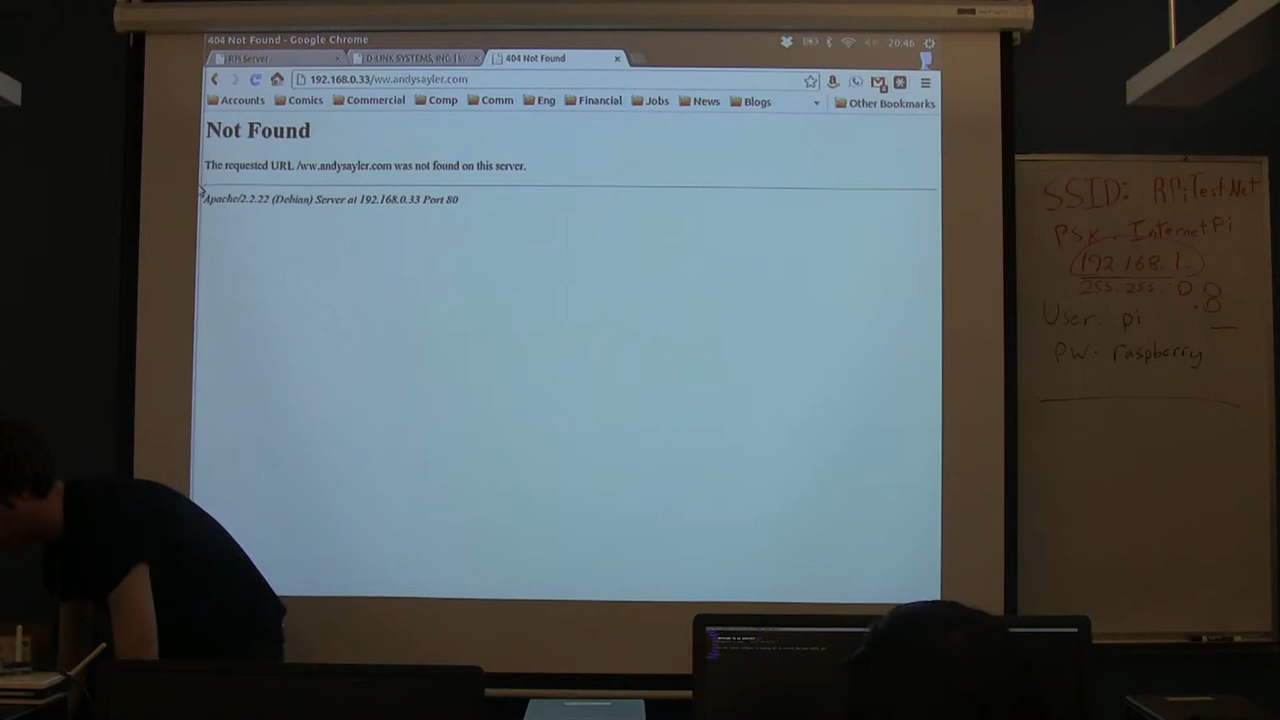 404 Not Found - Google Chrome
20:46
RPi Server
D-LINK SYSTEMS, INC. | W
404 Not Found
192.168.0.33/ww.andysayler.com
Accounts
Comics
Commercial
Comp
Comm
Eng
Financial
Jobs
News
Blogs
Other Bookmarks
Not Found
The requested URL /ww.andysayler.com was not found on this server.
Apache/2.2.22 (Debian) Server at 192.168.0.33 Port 80
SSID: RPiTestNet
PSK: InternetPi
192.168.1.
255.255.
User: pi
PW: raspberry